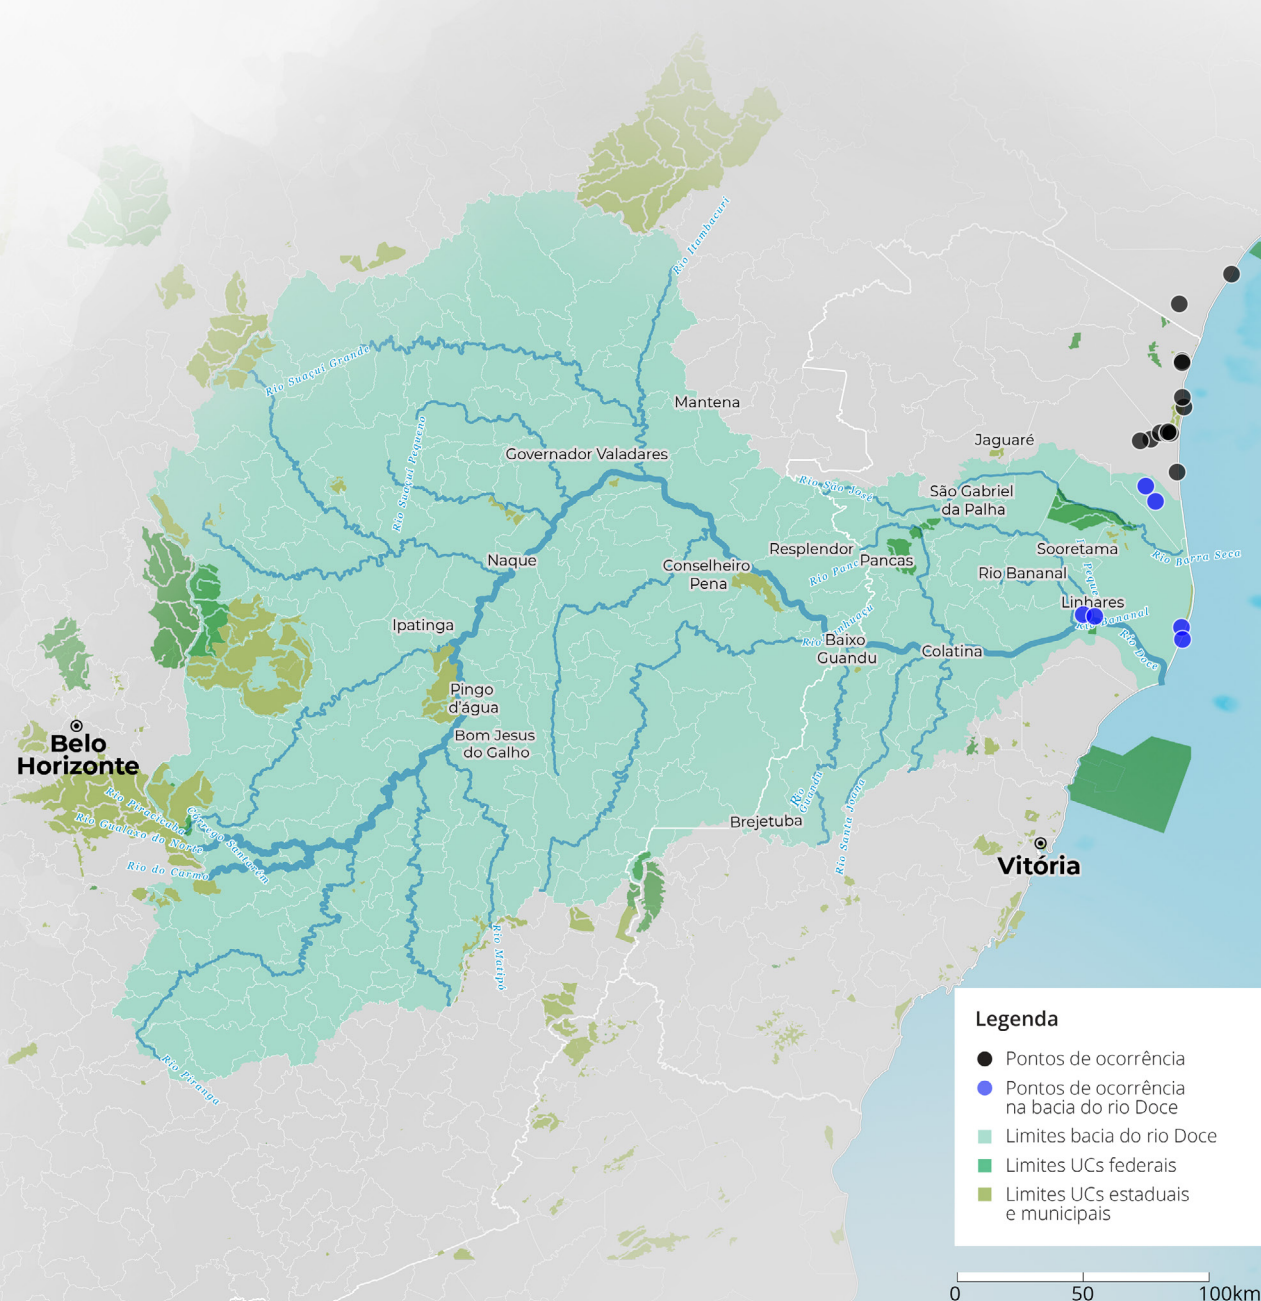 Rio Itambacuri
Rio Suaçuí Grande
Mantena
Rio Suaçuí Pequeno
Jaguaré
Governador Valadares
Rio São José
São Gabriel
da Palha
Resplendor
Sooretama
Rio Barra Seca
Naque
Conselheiro
Pena
Pancas
Rio Bananal
Linhares
Ipatinga
Baixo
Guandu
Colatina
Rio Doce
Pingo
d'água
Bom Jesus
do Galho
Belo
Horizonte
Rio Piracicaba
Rio Gualaxo do Norte
Córrego Santarém
Rio do Carmo
Rio
Guandu
Rio Santa Joana
Brejetuba
Vitória
Rio Matipó
Rio Piranga
Legenda
Pontos de ocorrência
Pontos de ocorrência
na bacia do rio Doce
Limites bacia do rio Doce
Limites UCs federais
Limites UCs estaduais
e municipais
0 50 100km